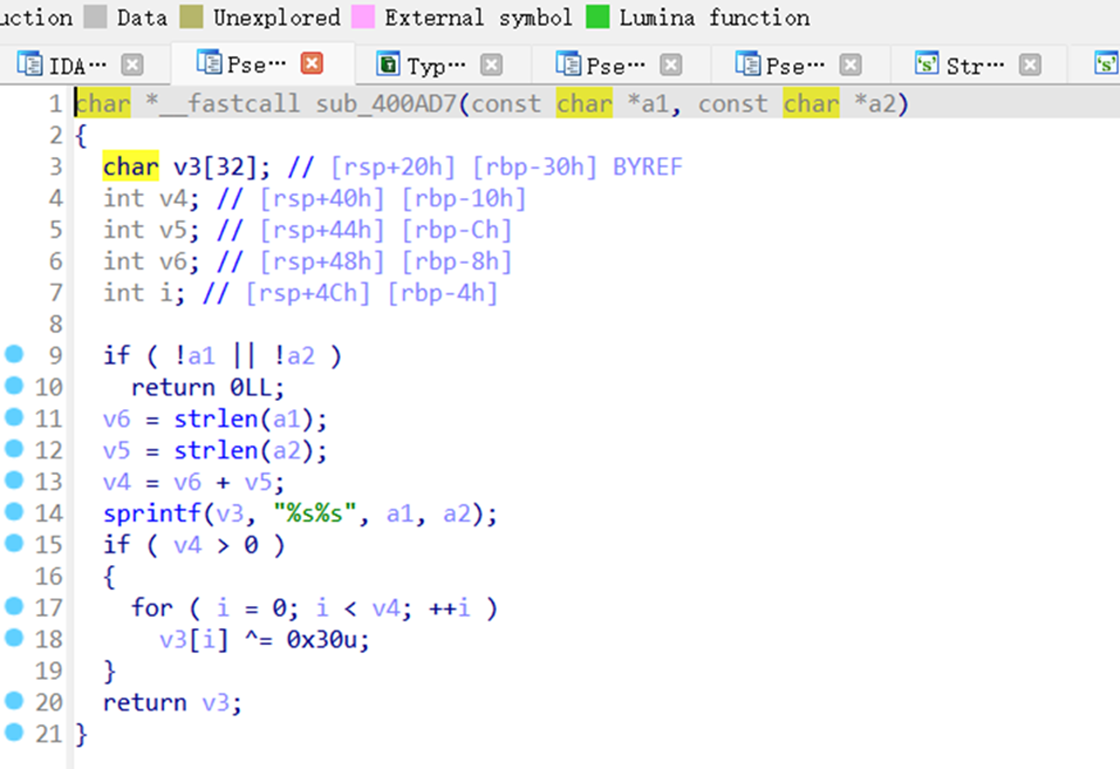 uction Data Unexplored External symbol Lumina function
IDA… Pse… Typ… Pse… Pse… Str…
1 char *__fastcall sub_400AD7(const char *a1, const char *a2)
2 {
3   char v3[32]; // [rsp+20h] [rbp-30h] BYREF
4   int v4; // [rsp+40h] [rbp-10h]
5   int v5; // [rsp+44h] [rbp-Ch]
6   int v6; // [rsp+48h] [rbp-8h]
7   int i; // [rsp+4Ch] [rbp-4h]
8
9   if ( !a1 || !a2 )
10     return 0LL;
11   v6 = strlen(a1);
12   v5 = strlen(a2);
13   v4 = v6 + v5;
14   sprintf(v3, "%s%s", a1, a2);
15   if ( v4 > 0 )
16   {
17     for ( i = 0; i < v4; ++i )
18       v3[i] ^= 0x30u;
19   }
20   return v3;
21 }